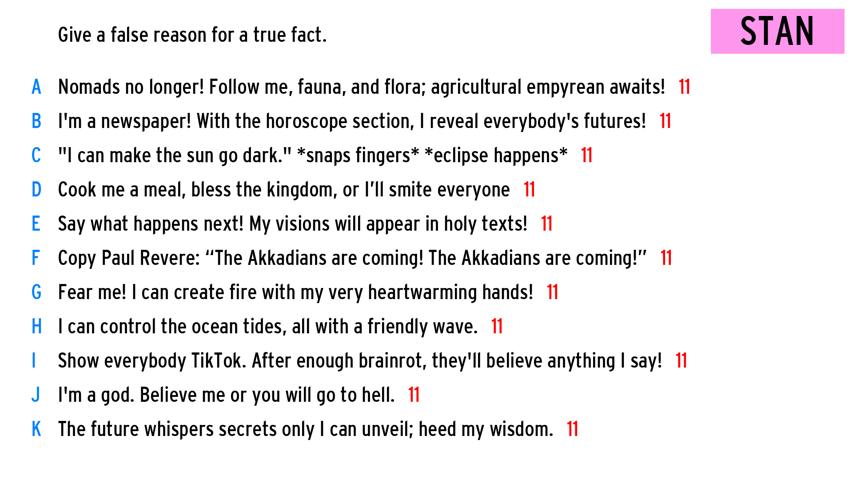 Give a false reason for a true fact.
STAN
A Nomads no longer! Follow me, fauna, and flora; agricultural empyrean awaits! 11
B I'm a newspaper! With the horoscope section, I reveal everybody's futures! 11
C "I can make the sun go dark." *snaps fingers* *eclipse happens* 11
D Cook me a meal, bless the kingdom, or I’ll smite everyone 11
E Say what happens next! My visions will appear in holy texts! 11
F Copy Paul Revere: “The Akkadians are coming! The Akkadians are coming!” 11
G Fear me! I can create fire with my very heartwarming hands! 11
H I can control the ocean tides, all with a friendly wave. 11
I Show everybody TikTok. After enough brainrot, they'll believe anything I say! 11
J I'm a god. Believe me or you will go to hell. 11
K The future whispers secrets only I can unveil; heed my wisdom. 11